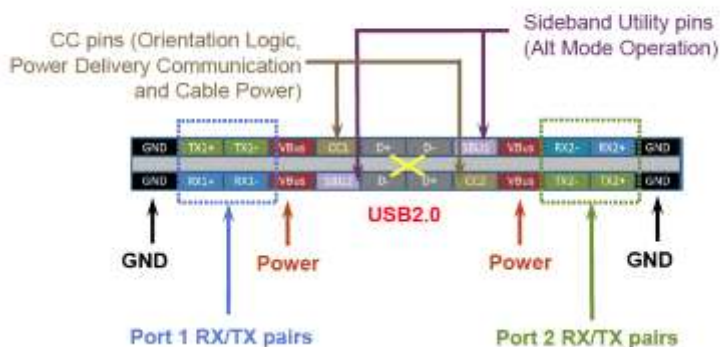 Sideband Utility pins
(Alt Mode Operation)
CC pins (Orientation Logic,
Power Delivery Communication
and Cable Power)
GND TX1+ TX1- VBus CC1 D+ D- SBU1 VBus RX2- RX2+ GND
GND RX1+ RX1- VBus SBU2 D- D+ CC2 VBus TX2- TX2+ GND
USB2.0
GND Power Power GND
Port 1 RX/TX pairs Port 2 RX/TX pairs